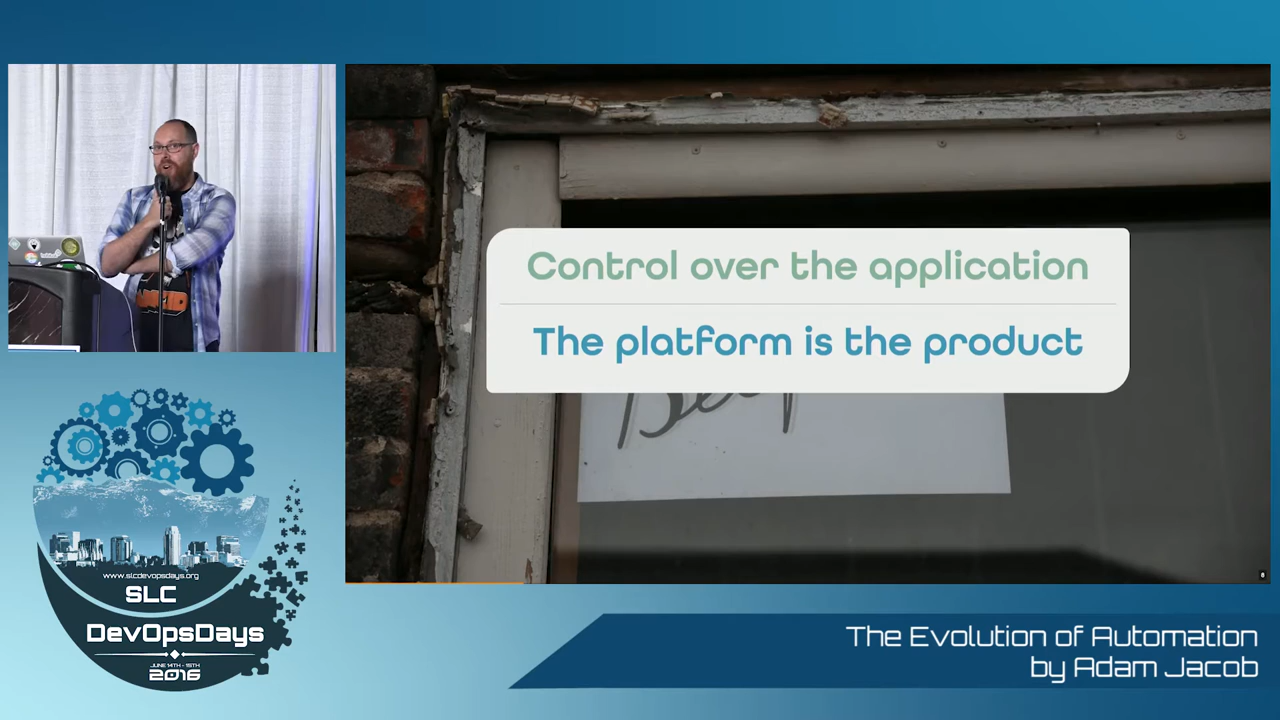 Control over the application
The platform is the product
www.slcdevopsdays.org
SLC
DevOpsDays
JUNE 14TH - 15TH
2016
The Evolution of Automation
by Adam Jacob